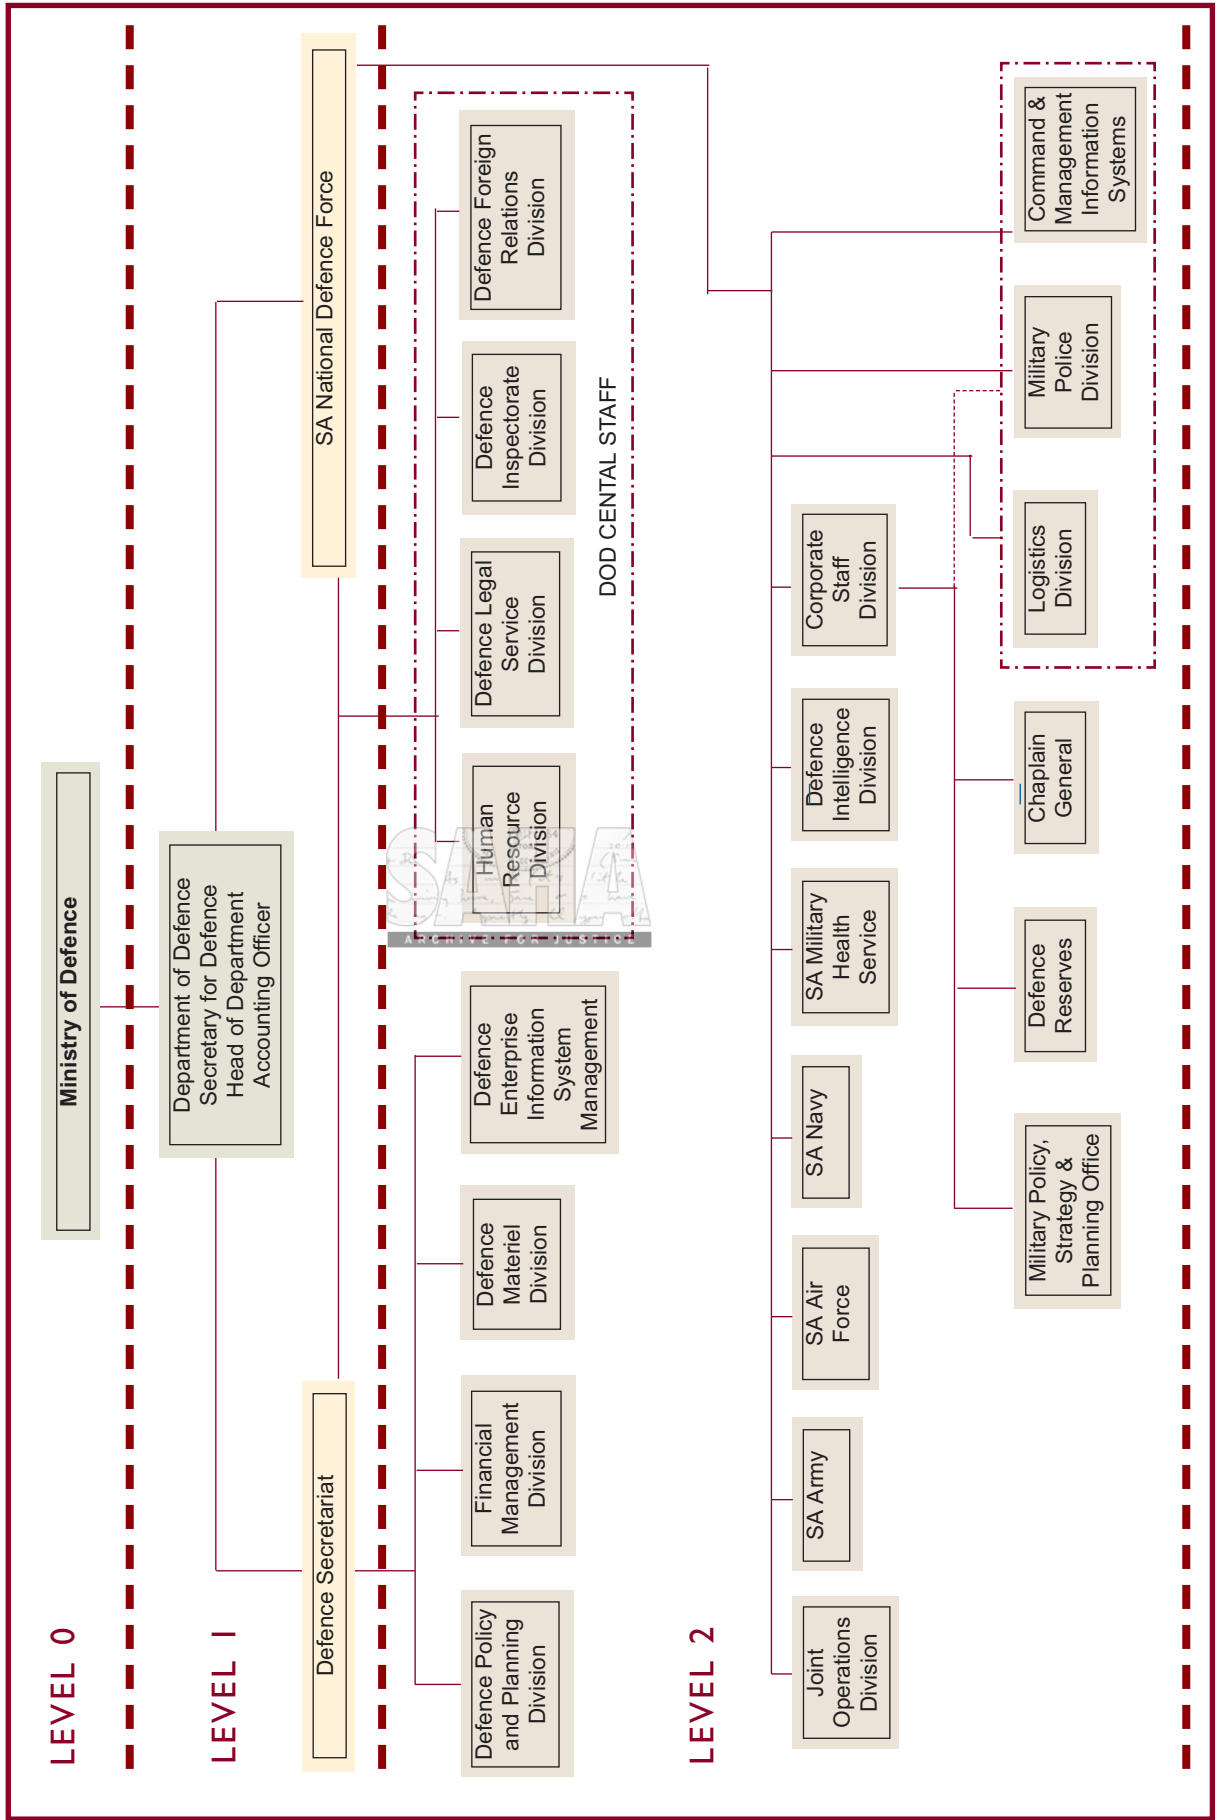 LEVEL 0
Ministry of Defence
LEVEL I
Department of Defence
Secretary for Defence
Head of Department
Accounting Officer
Defence Secretariat
SA National Defence Force
Defence Policy
and Planning
Division
Financial
Management
Division
Defence
Materiel
Division
Defence
Enterprise
Information
System
Management
Human
Resource
Division
Defence Legal
Service
Division
Defence
Inspectorate
Division
Defence Foreign
Relations
Division
DOD CENTAL STAFF
SAHA
ARCHIVE FOR JUSTICE
LEVEL 2
Joint
Operations
Division
SA Army
SA Air
Force
SA Navy
SA Military
Health
Service
Defence
Intelligence
Division
Corporate
Staff
Division
Military Policy,
Strategy &
Planning Office
Defence
Reserves
Chaplain
General
Logistics
Division
Military
Police
Division
Command &
Management
Information
Systems